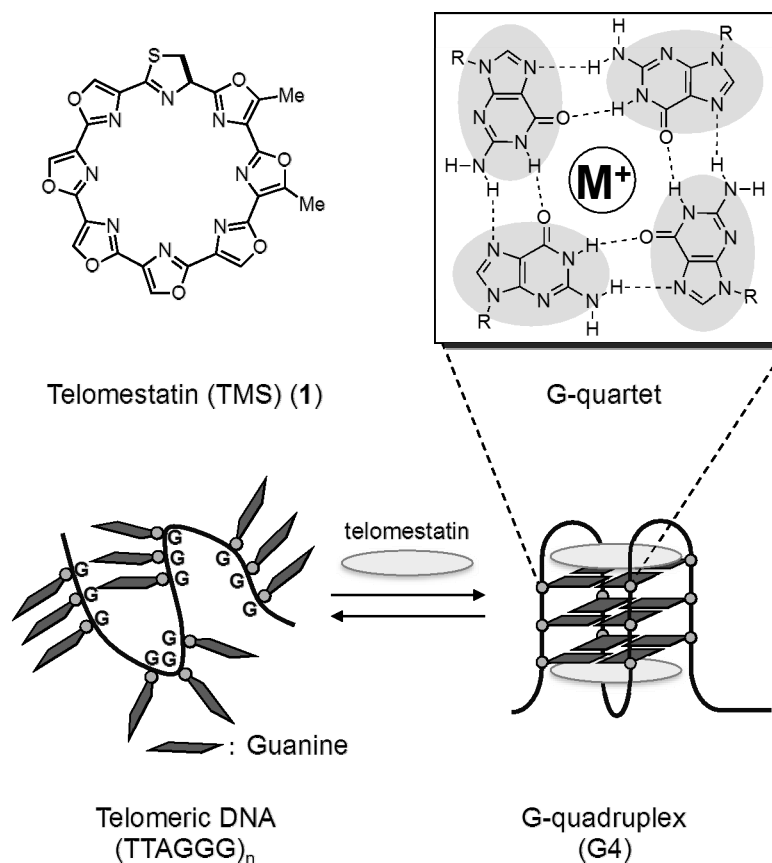 S
N
O
N
O
Me
O
N
N
O
Me
O
N
N
O
N
O
N
O
Telomestatin (TMS) (1)
R
N
N
H
N
R
N
N
O
H
N
N
N
N
H
O
H–N
H
H
M+
H
N
H
N–H
O
O
N
N
N
H
N
N
N
H
N
R
H
N
R
G-quartet
G
G
G
G
G
G
G
G
G
G
G
G
telomestatin
: Guanine
Telomeric DNA
(TTAGGG)n
G-quadruplex
(G4)